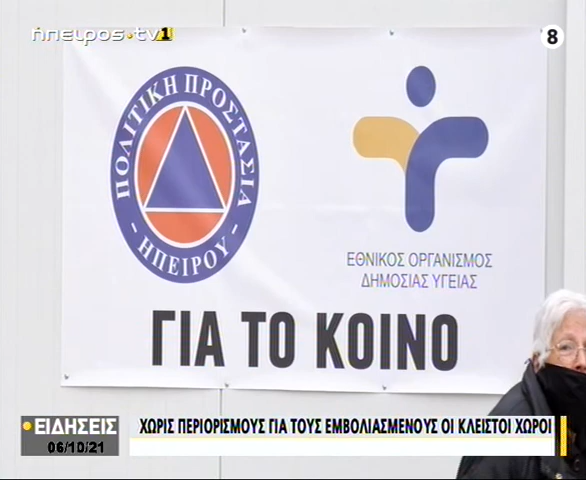 ήπειρος·tv1
8
ΠΟΛΙΤΙΚΗ ΠΡΟΣΤΑΣΙΑ
- ΗΠΕΙΡΟΥ -
ΕΘΝΙΚΟΣ ΟΡΓΑΝΙΣΜΟΣ
ΔΗΜΟΣΙΑΣ ΥΓΕΙΑΣ
ΓΙΑ ΤΟ ΚΟΙΝΟ
ΕΙΔΗΣΕΙΣ
ΧΩΡΙΣ ΠΕΡΙΟΡΙΣΜΟΥΣ ΓΙΑ ΤΟΥΣ ΕΜΒΟΛΙΑΣΜΕΝΟΥΣ ΟΙ ΚΛΕΙΣΤΟΙ ΧΩΡΟΙ
06/10/21